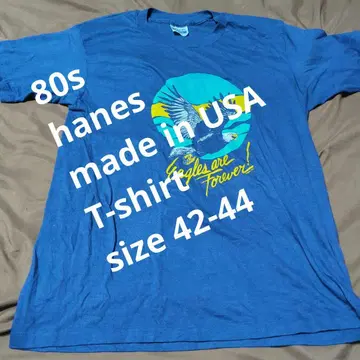 80s
hanes
made in USA
T-shirt
size 42-44
Eagles are
Forever!